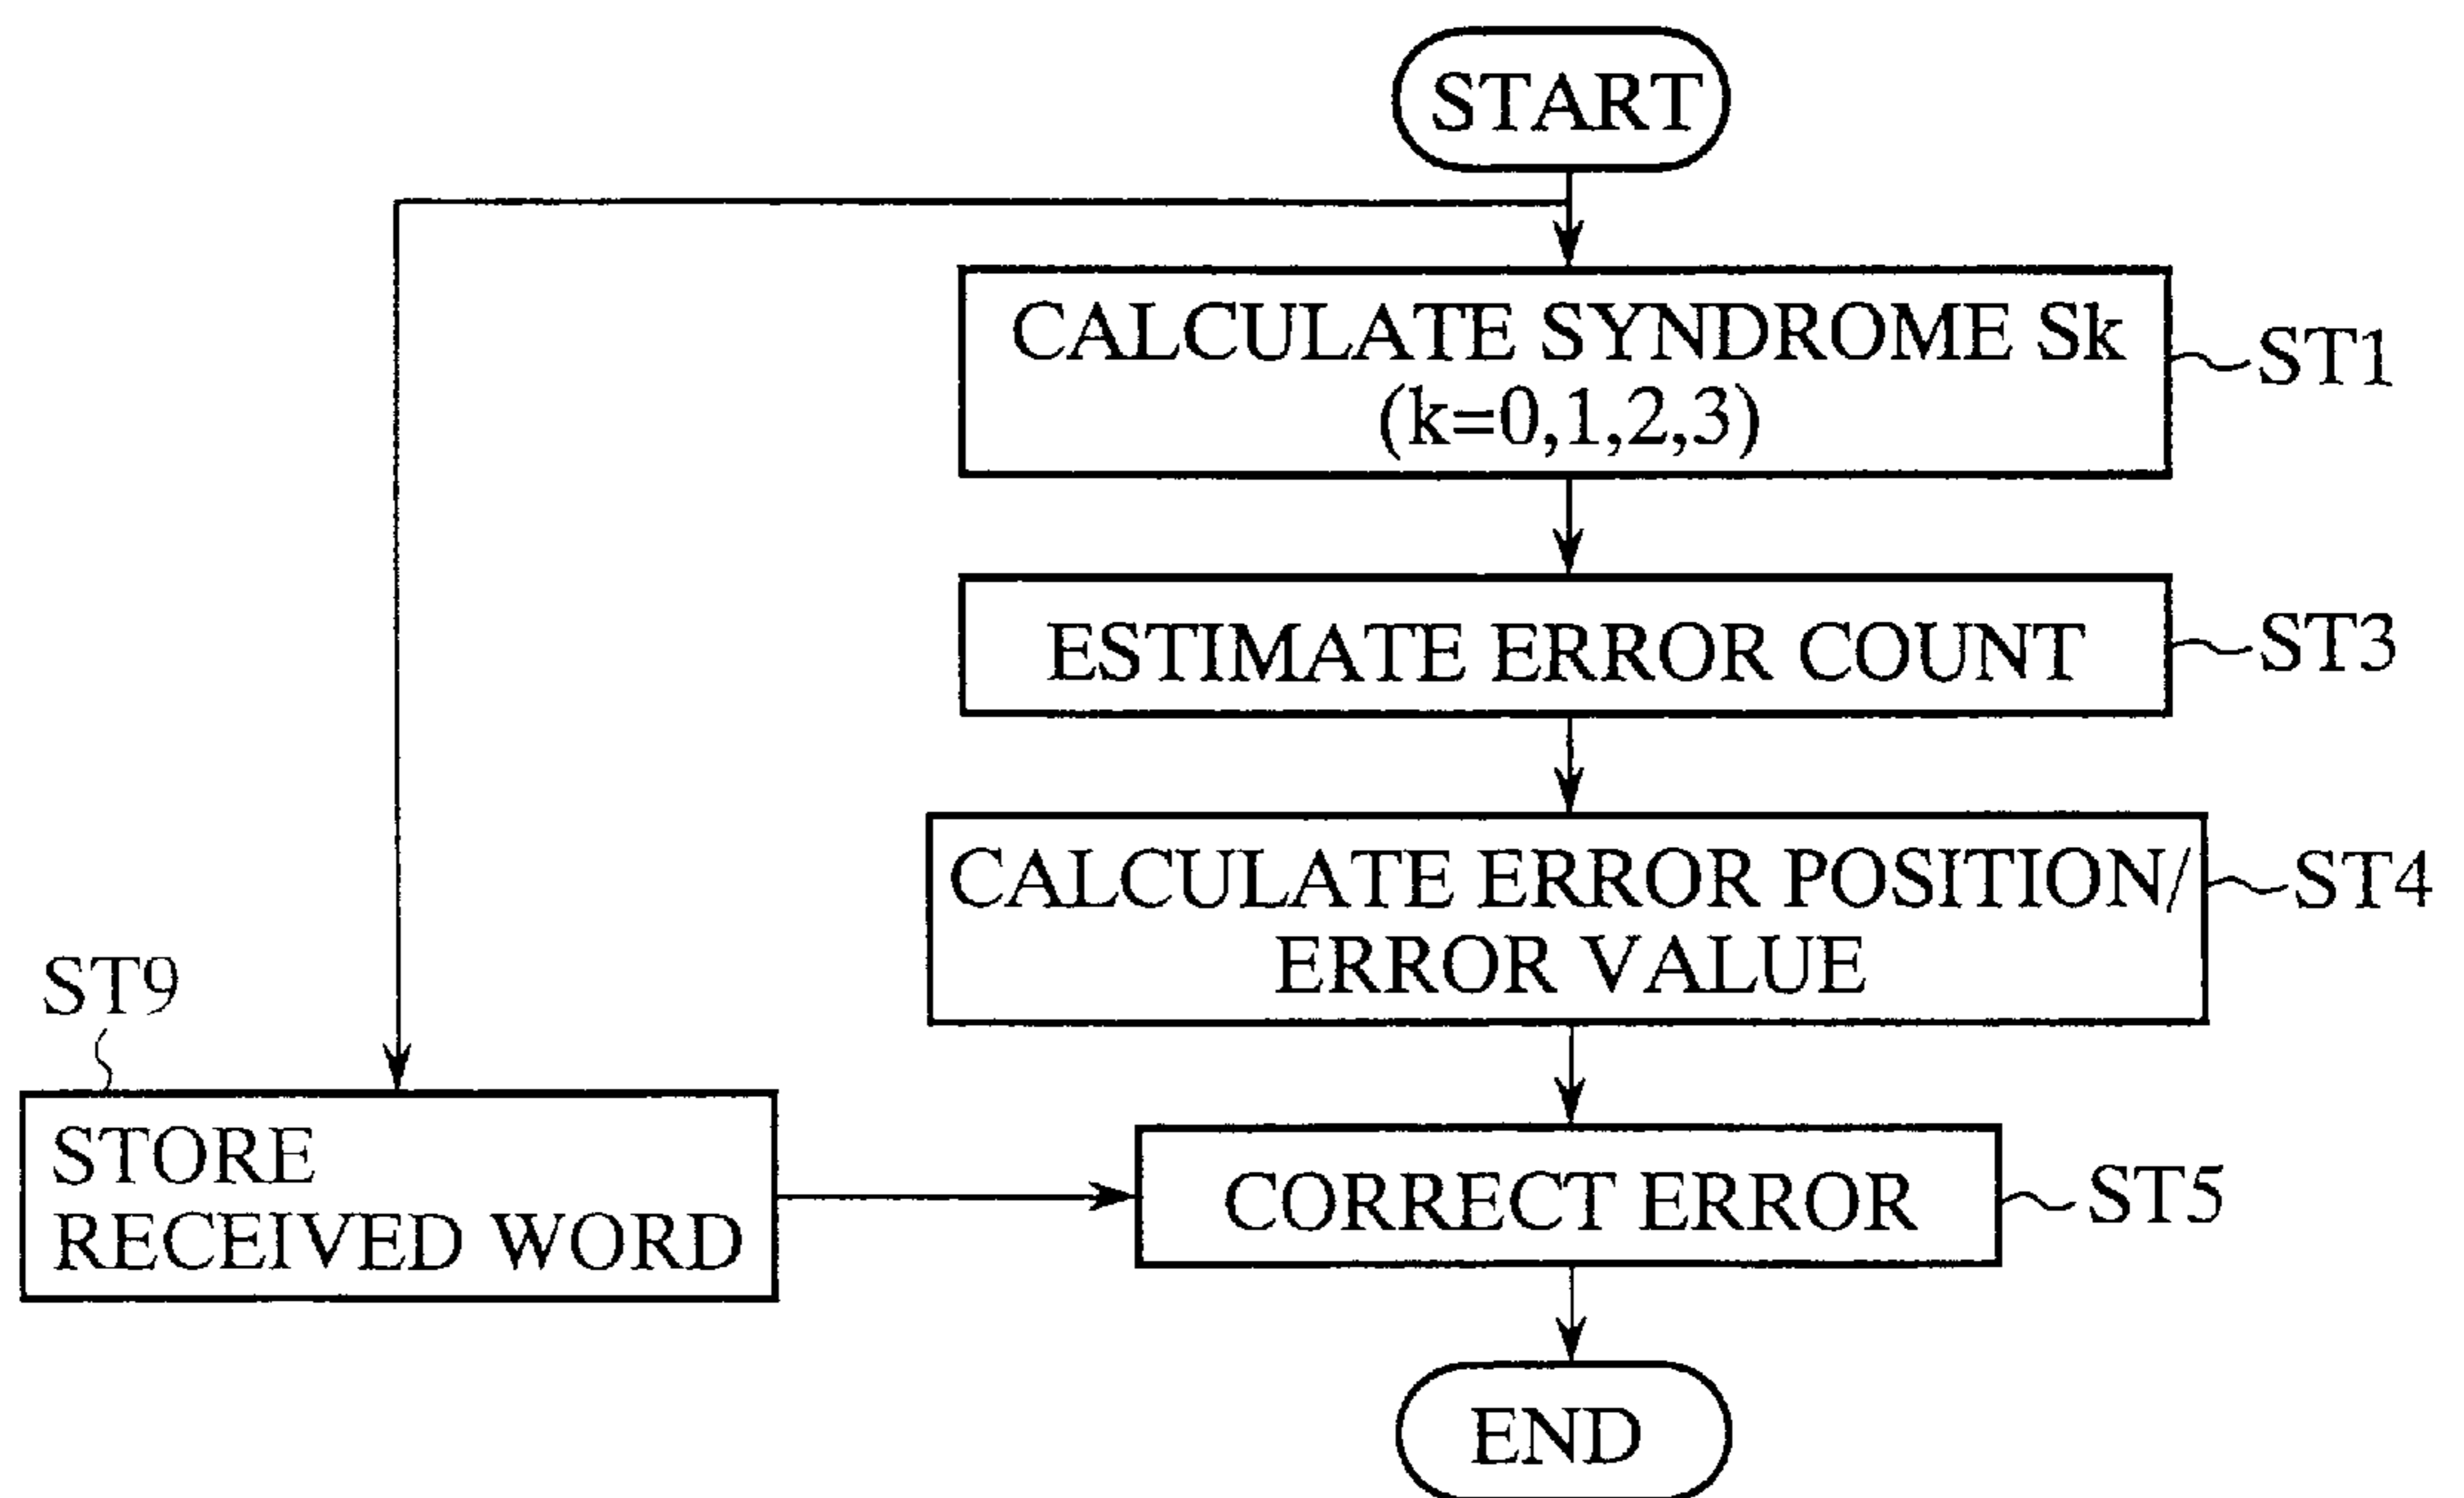 START
CALCULATE SYNDROME Sk
(k=0,1,2,3)
ST1
ESTIMATE ERROR COUNT
ST3
CALCULATE ERROR POSITION/
ERROR VALUE
ST4
ST9
STORE
RECEIVED WORD
CORRECT ERROR
ST5
END